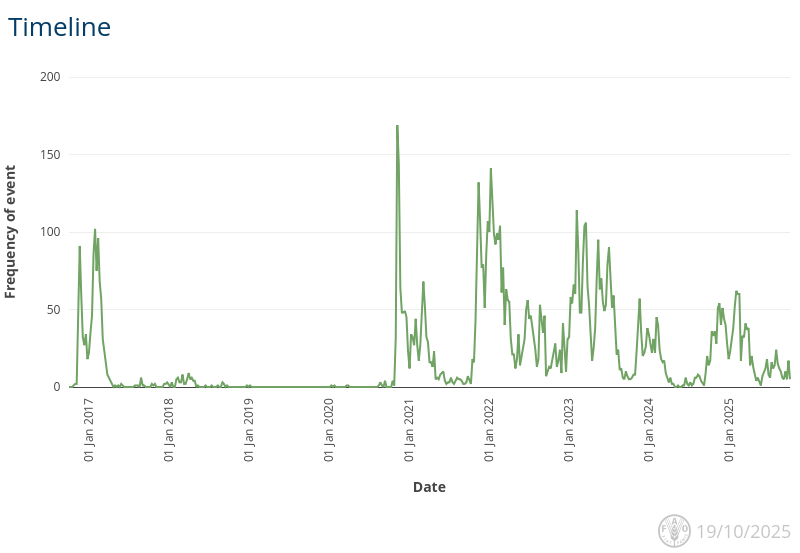 Timeline
Frequency of event
200
150
100
50
0
01 Jan 2017
01 Jan 2018
01 Jan 2019
01 Jan 2020
01 Jan 2021
01 Jan 2022
01 Jan 2023
01 Jan 2024
01 Jan 2025
Date
F A O
19/10/2025